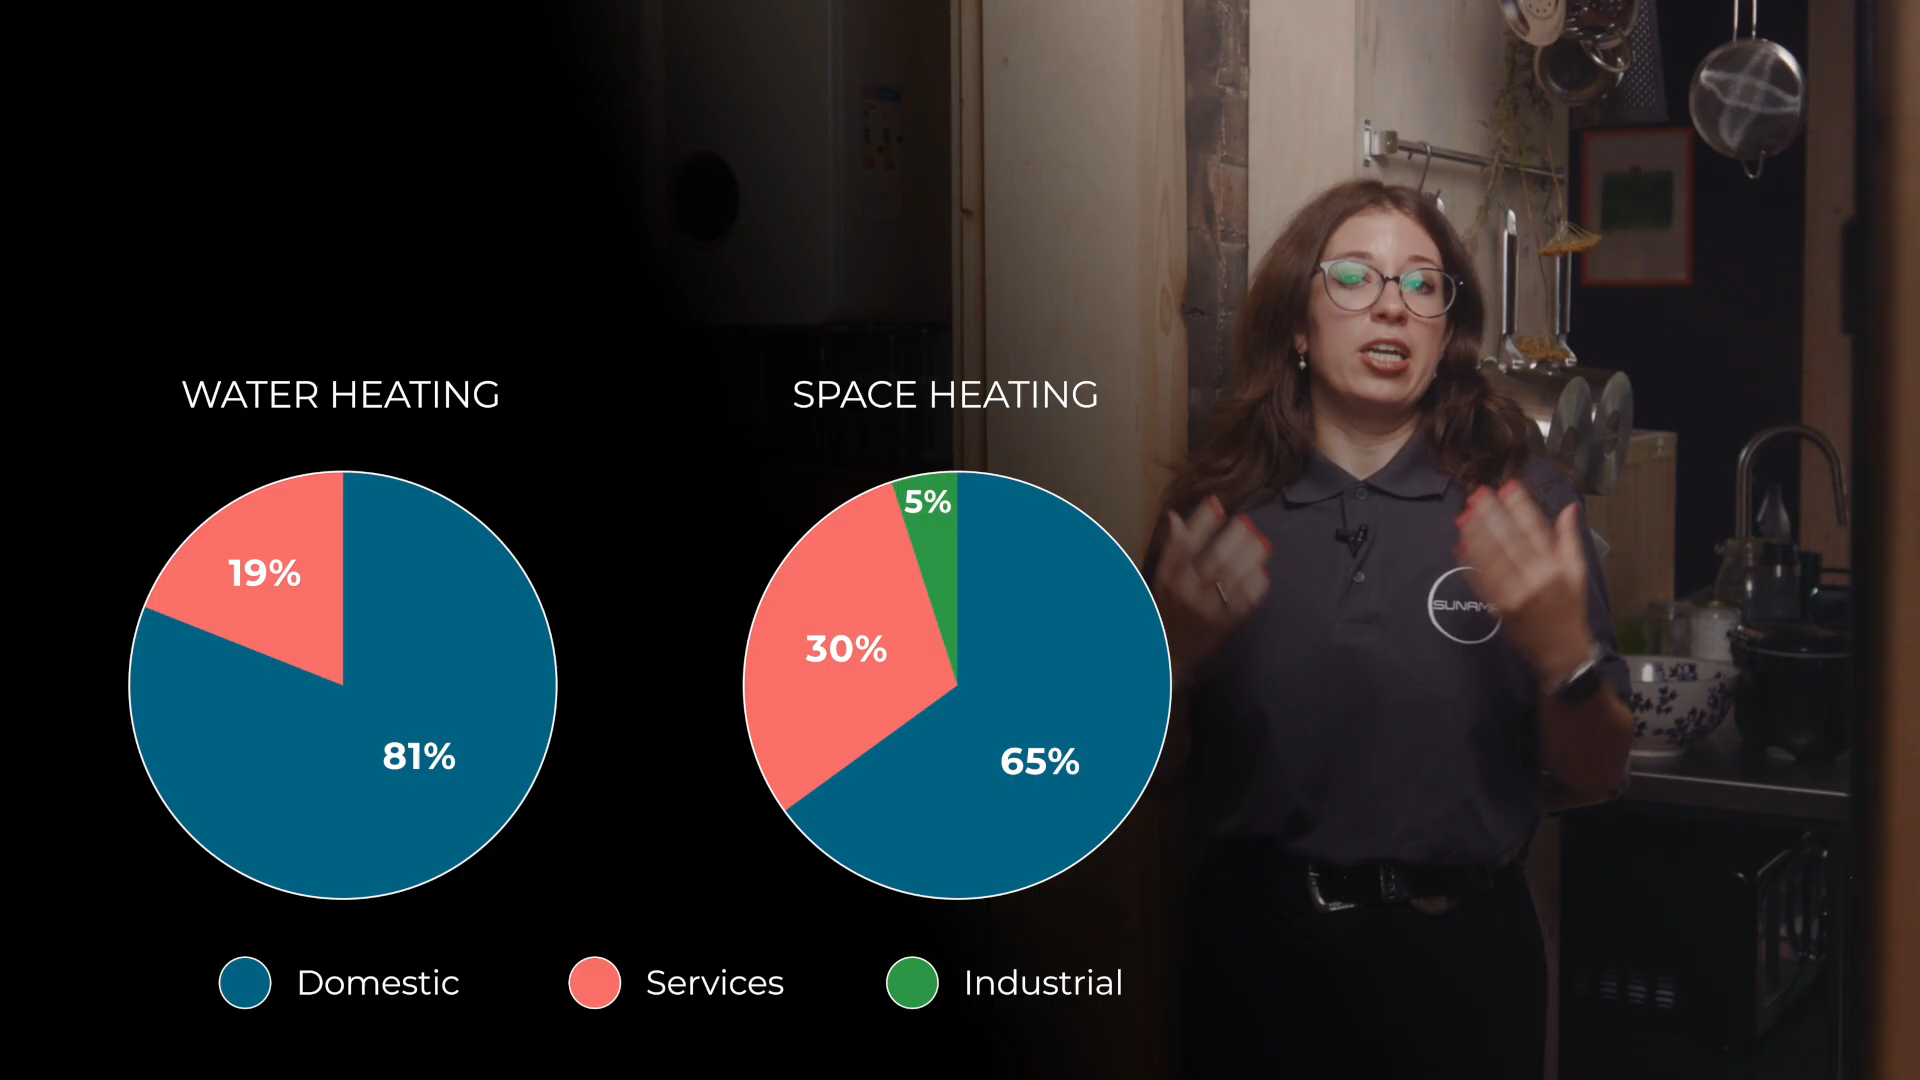 WATER HEATING
SPACE HEATING
19%
81%
5%
30%
65%
Domestic
Services
Industrial